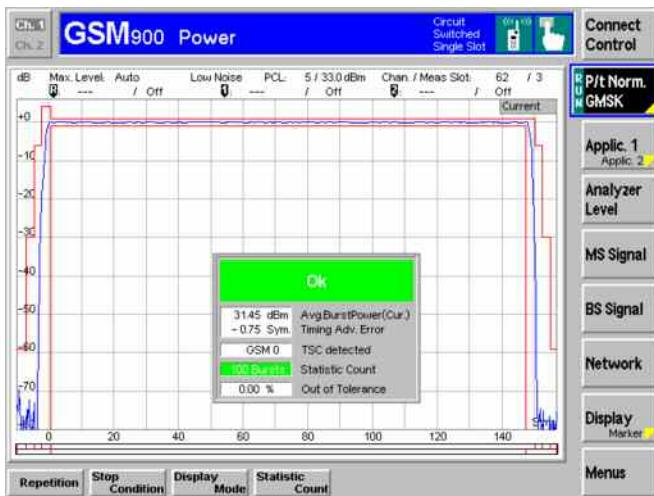 Ch. 1
Ch. 2
GSM900 Power
Circuit
Switched
Single Slot
Connect
Control
dB Max. Level: Auto Low Noise PCL: 5 / 33.0 dBm Chan. / Meas Slot: 62 / 3
--- / Off --- / Off --- / Off
Current
RUN
P/t Norm.
GMSK
Applic. 1
Applic. 2
Analyzer
Level
MS Signal
BS Signal
Network
Display
Marker
Menus
+0
-10
-20
-30
-40
-50
-60
-70
Ok
31.45 dBm Avg.BurstPower(Cur.)
- 0.75 Sym. Timing Adv. Error
GSM 0 TSC detected
100 Bursts Statistic Count
0.00 % Out of Tolerance
0 20 40 60 80 100 120 140
Repetition
Stop
Condition
Display
Mode
Statistic
Count